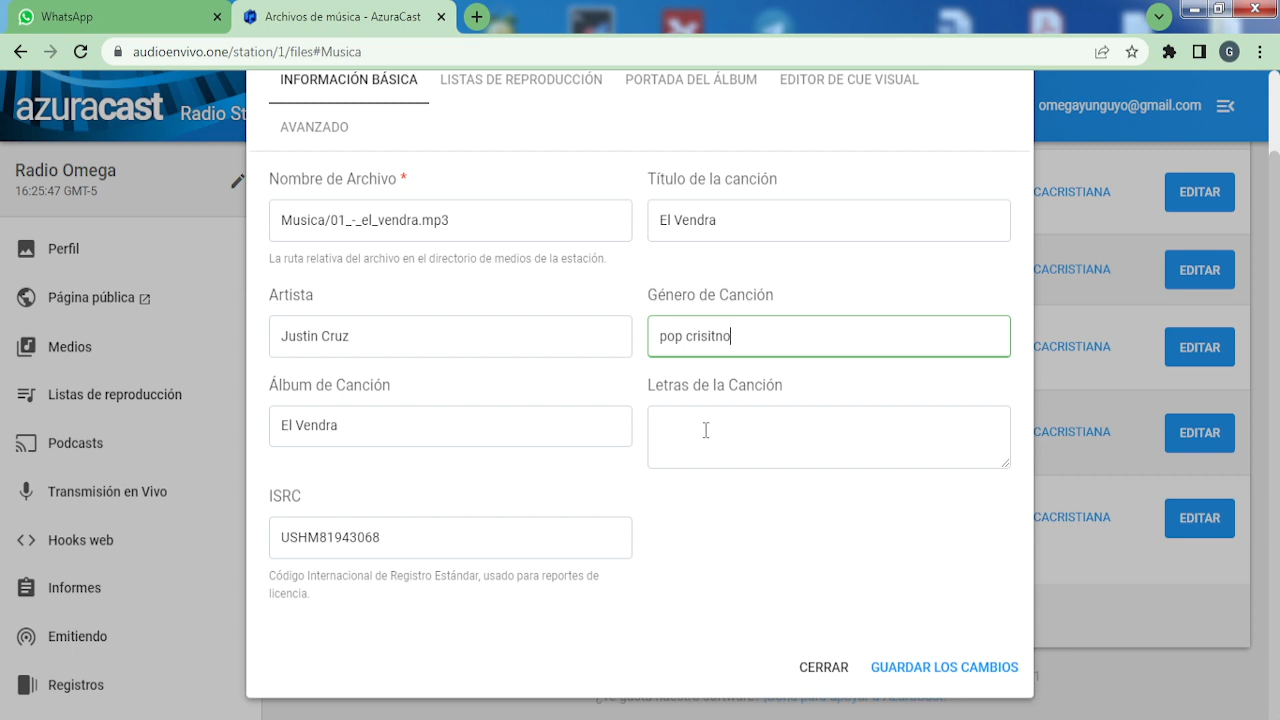 WhatsApp
Archivos de música - AzuraCast
audioenvivo.one/station/1/files#Musica
G
azuracast Radio St
omegayunguyo@gmail.com
INFORMACIÓN BÁSICA LISTAS DE REPRODUCCIÓN PORTADA DEL ÁLBUM EDITOR DE CUE VISUAL
AVANZADO
Radio Omega
16:25:47 GMT-5
Perfil
Página pública
Medios
Listas de reproducción
Podcasts
Transmisión en Vivo
Hooks web
Informes
Emitiendo
Registros
Nombre de Archivo *
Musica/01_-_el_vendra.mp3
La ruta relativa del archivo en el directorio de medios de la estación.
Título de la canción
El Vendra
Artista
Justin Cruz
Género de Canción
pop crisitno
Álbum de Canción
El Vendra
Letras de la Canción
ISRC
USHM81943068
Código Internacional de Registro Estándar, usado para reportes de
licencia.
CERRAR GUARDAR LOS CAMBIOS
CACRISTIANA EDITAR
CACRISTIANA EDITAR
CACRISTIANA EDITAR
CACRISTIANA EDITAR
CACRISTIANA EDITAR